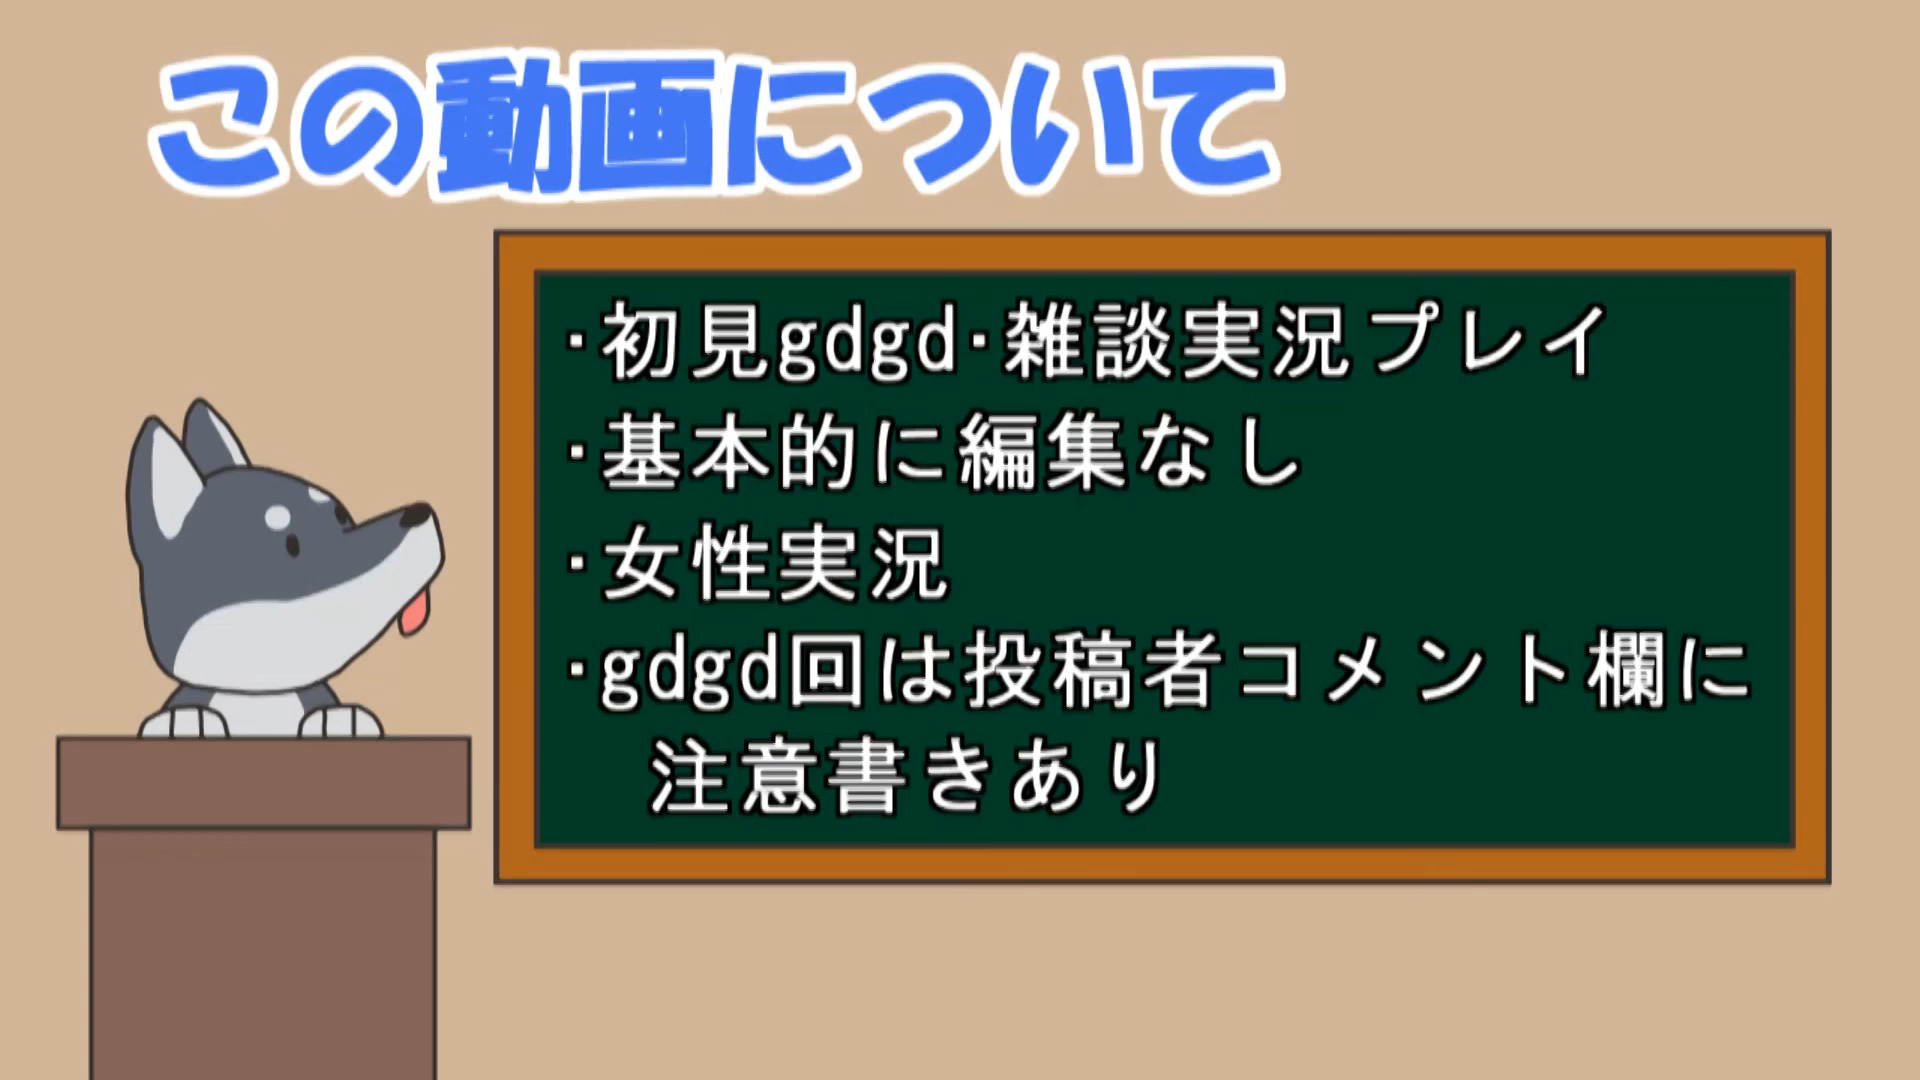 この動画について
・初見gdgd・雑談実況プレイ
・基本的に編集なし
・女性実況
・gdgd回は投稿者コメント欄に
注意書きあり